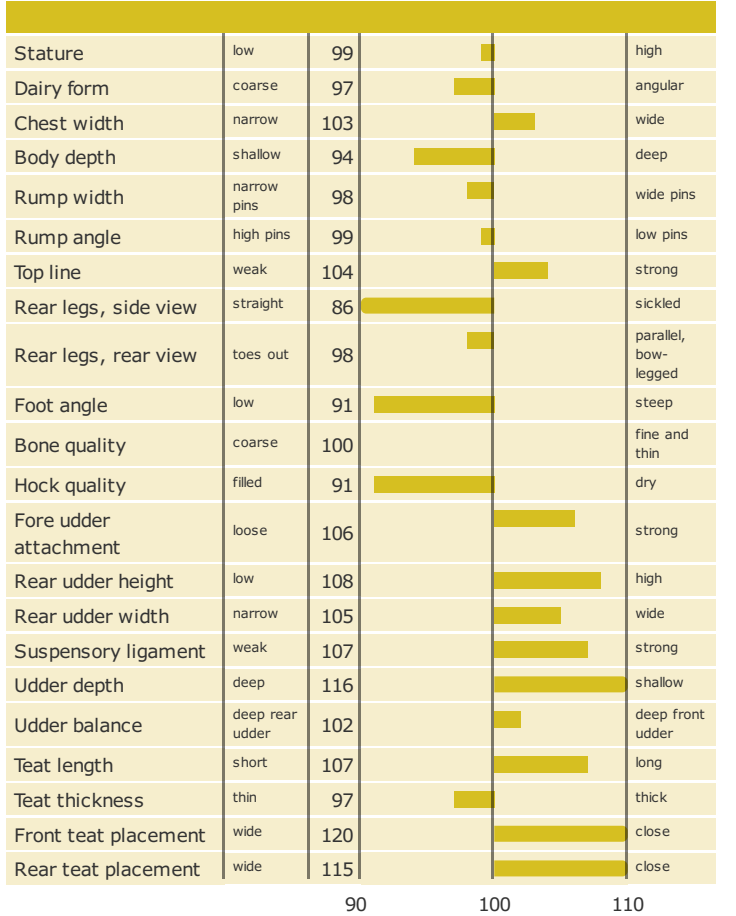 Stature low 99 high
Dairy form coarse 97 angular
Chest width narrow 103 wide
Body depth shallow 94 deep
Rump width narrow pins 98 wide pins
Rump angle high pins 99 low pins
Top line weak 104 strong
Rear legs, side view straight 86 sickled
Rear legs, rear view toes out 98 parallel, bow-legged
Foot angle low 91 steep
Bone quality coarse 100 fine and thin
Hock quality filled 91 dry
Fore udder attachment loose 106 strong
Rear udder height low 108 high
Rear udder width narrow 105 wide
Suspensory ligament weak 107 strong
Udder depth deep 116 shallow
Udder balance deep rear udder 102 deep front udder
Teat length short 107 long
Teat thickness thin 97 thick
Front teat placement wide 120 close
Rear teat placement wide 115 close
90 100 110